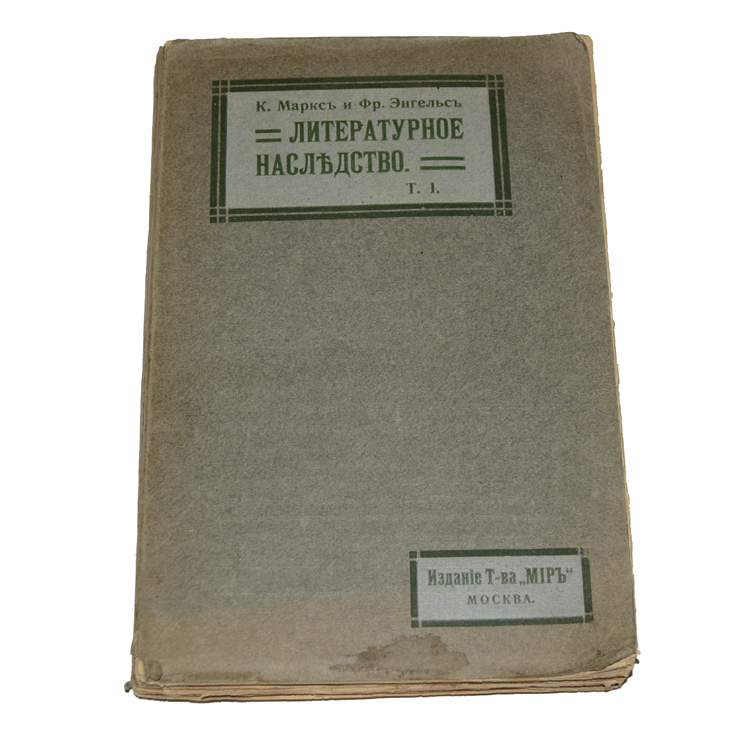 К. Марксъ и Фр. Энгельсъ
ЛИТЕРАТУРНОЕ
НАСЛѢДСТВО.
Т. I.
Изданіе Т-ва „МІРЪ“
МОСКВА.